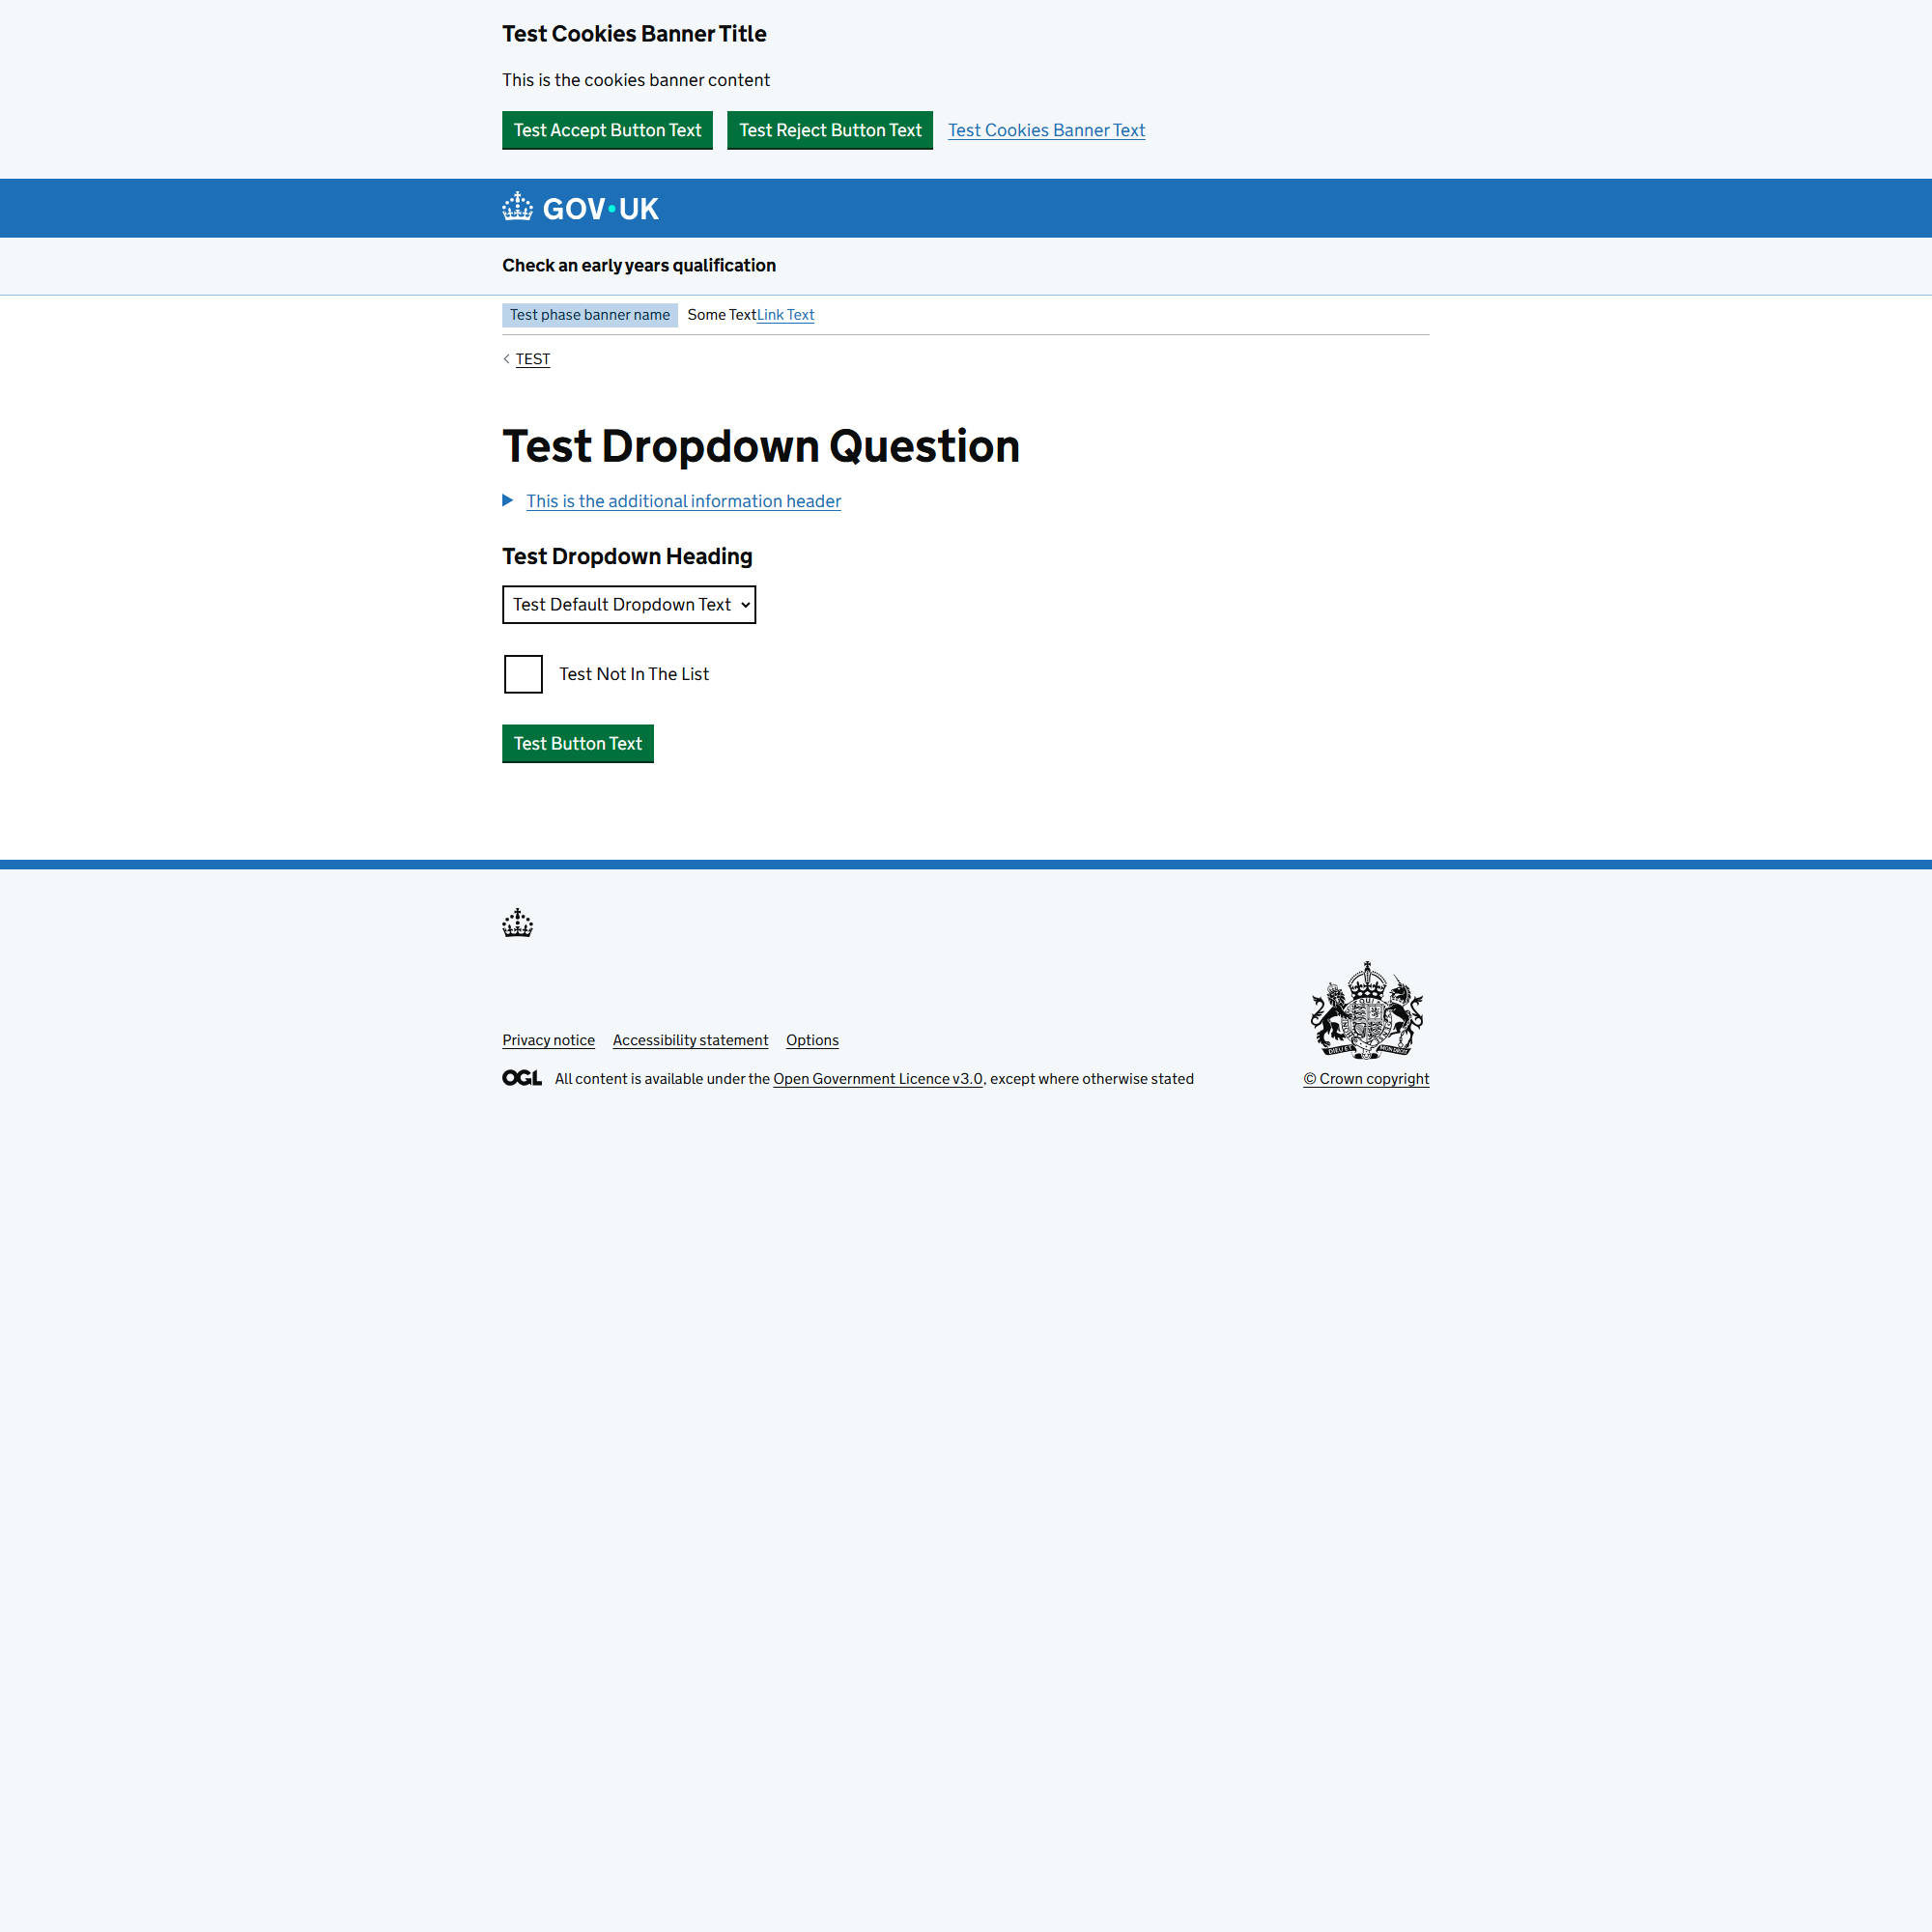 Test Cookies Banner Title
This is the cookies banner content
Test Accept Button Text Test Reject Button Text Test Cookies Banner Text
GOV·UK
Check an early years qualification
Test phase banner name Some TextLink Text
TEST
Test Dropdown Question
This is the additional information header
Test Dropdown Heading
Test Default Dropdown Text
Test Not In The List
Test Button Text
Privacy notice Accessibility statement Options
OGL All content is available under the Open Government Licence v3.0, except where otherwise stated
© Crown copyright